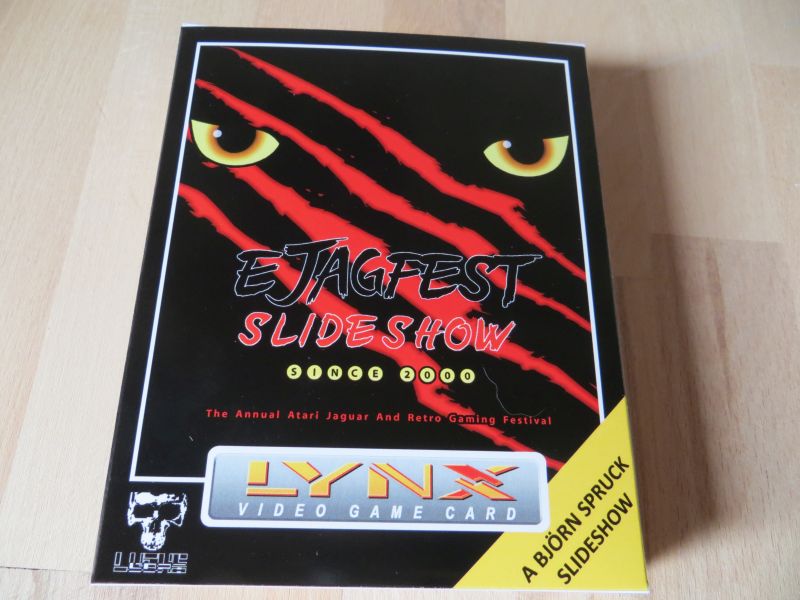 EJAGFEST
SLIDESHOW
SINCE 2000
The Annual Atari Jaguar And Retro Gaming Festival
LYNX
VIDEO GAME CARD
A BJÖRN SPRUCK
SLIDESHOW